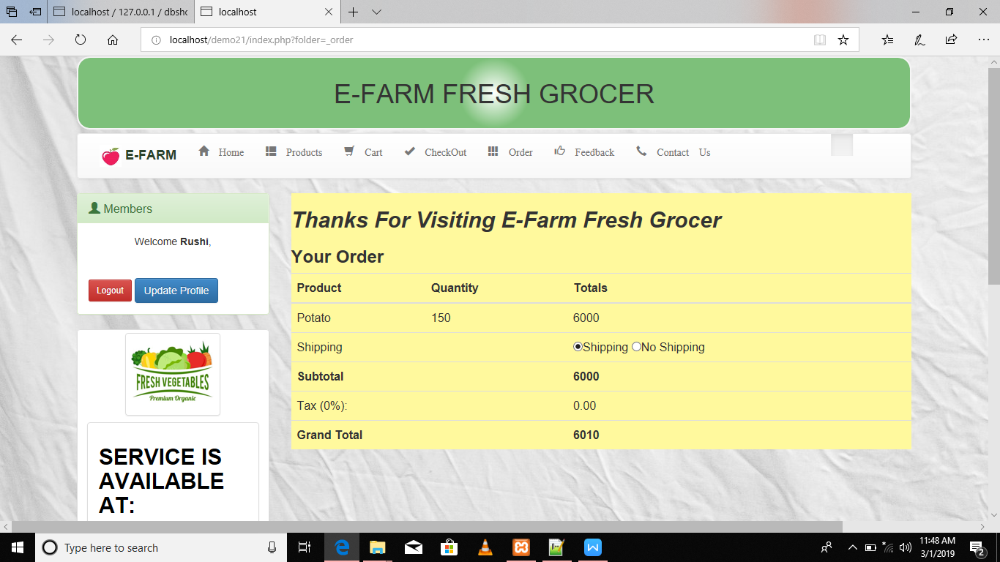 localhost / 127.0.0.1 / dbsho
localhost
localhost/demo21/index.php?folder=_order
E-FARM FRESH GROCER
E-FARM Home Products Cart CheckOut Order Feedback Contact Us
Members
Welcome Rushi,
Logout Update Profile
FRESH VEGETABLES
Premium Organic
SERVICE IS
AVAILABLE
AT:
Thanks For Visiting E-Farm Fresh Grocer
Your Order
Product Quantity Totals
Potato 150 6000
Shipping Shipping No Shipping
Subtotal 6000
Tax (0%): 0.00
Grand Total 6010
Type here to search
11:48 AM
3/1/2019
2